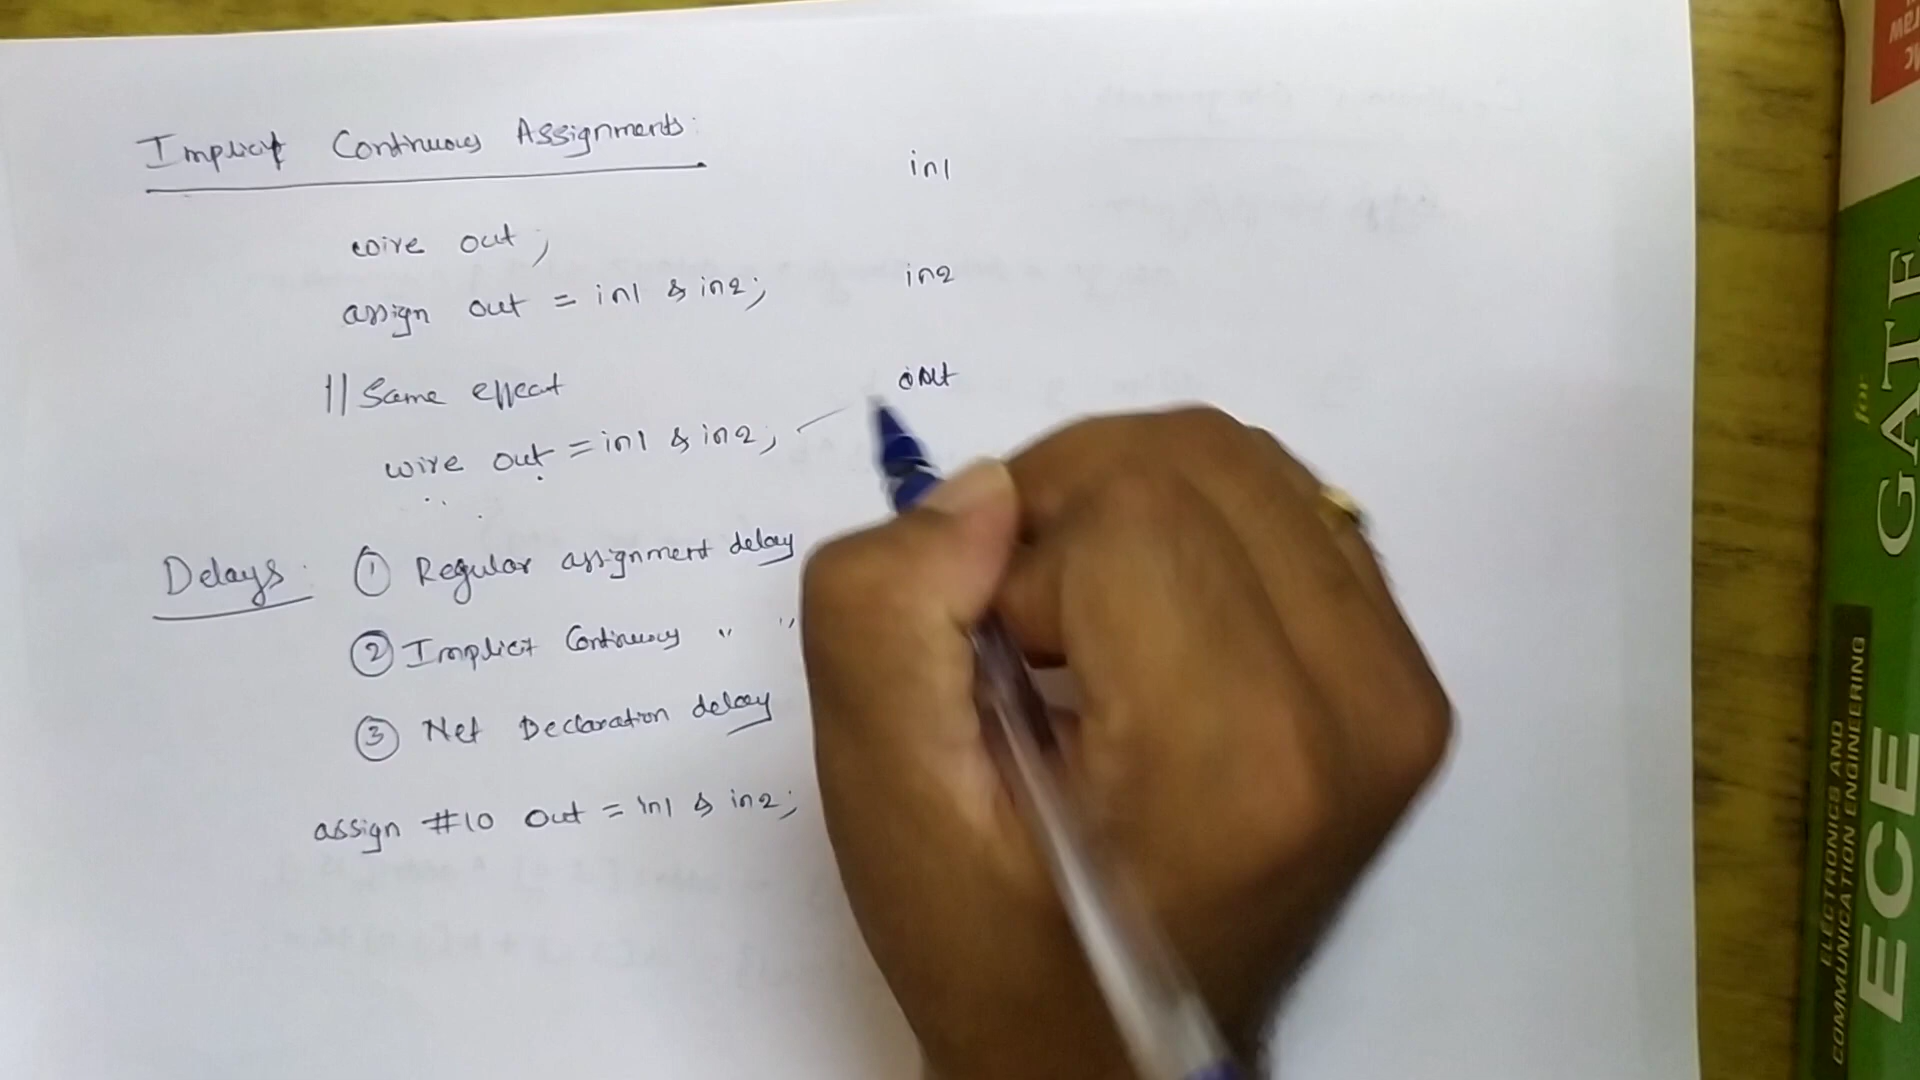 Implicit Continuous Assignments:
wire out;
assign out = in1 & in2;
|| Same effect
wire out = in1 & in2;
in1
in2
out
Delays: ① Regular assignment delay
② Implicit Continuous " "
③ Net Declaration delay
assign #10 out = in1 & in2;
for GATE
ELECTRONICS AND
COMMUNICATION ENGINEERING
ECE